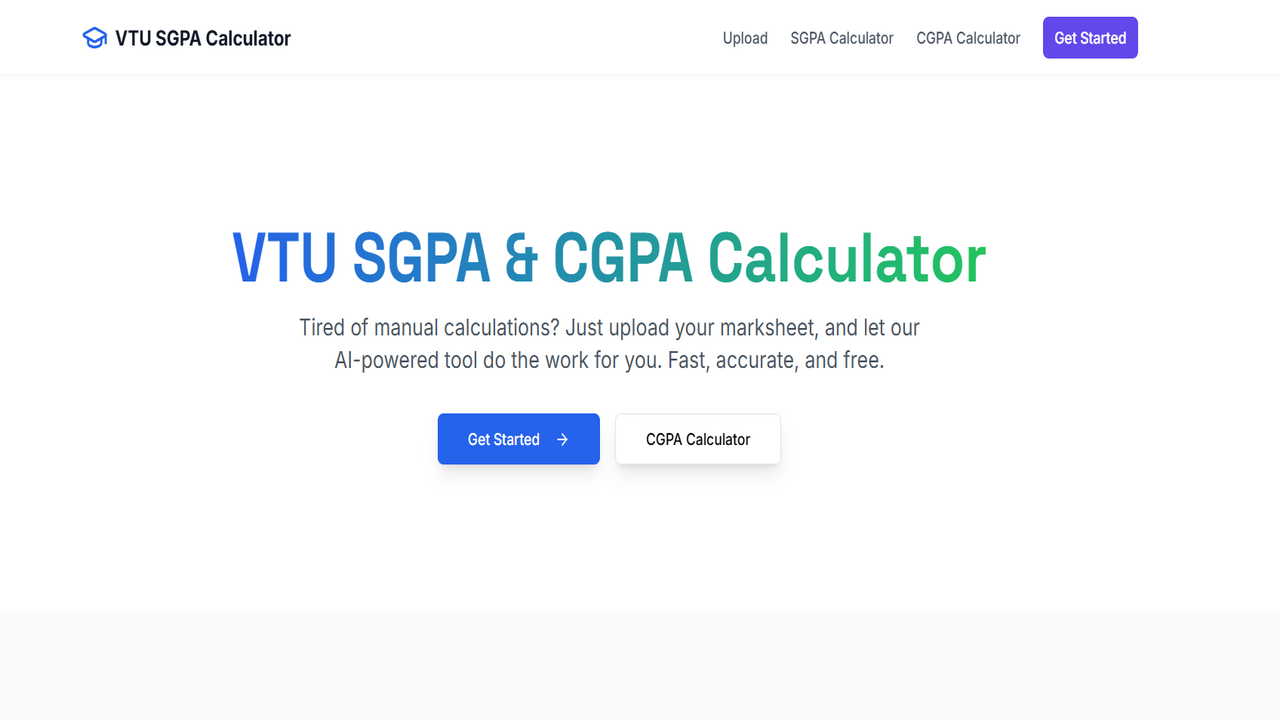 VTU SGPA Calculator
Upload
SGPA Calculator
CGPA Calculator
Get Started
VTU SGPA & CGPA Calculator
Tired of manual calculations? Just upload your marksheet, and let our
AI-powered tool do the work for you. Fast, accurate, and free.
Get Started →
CGPA Calculator